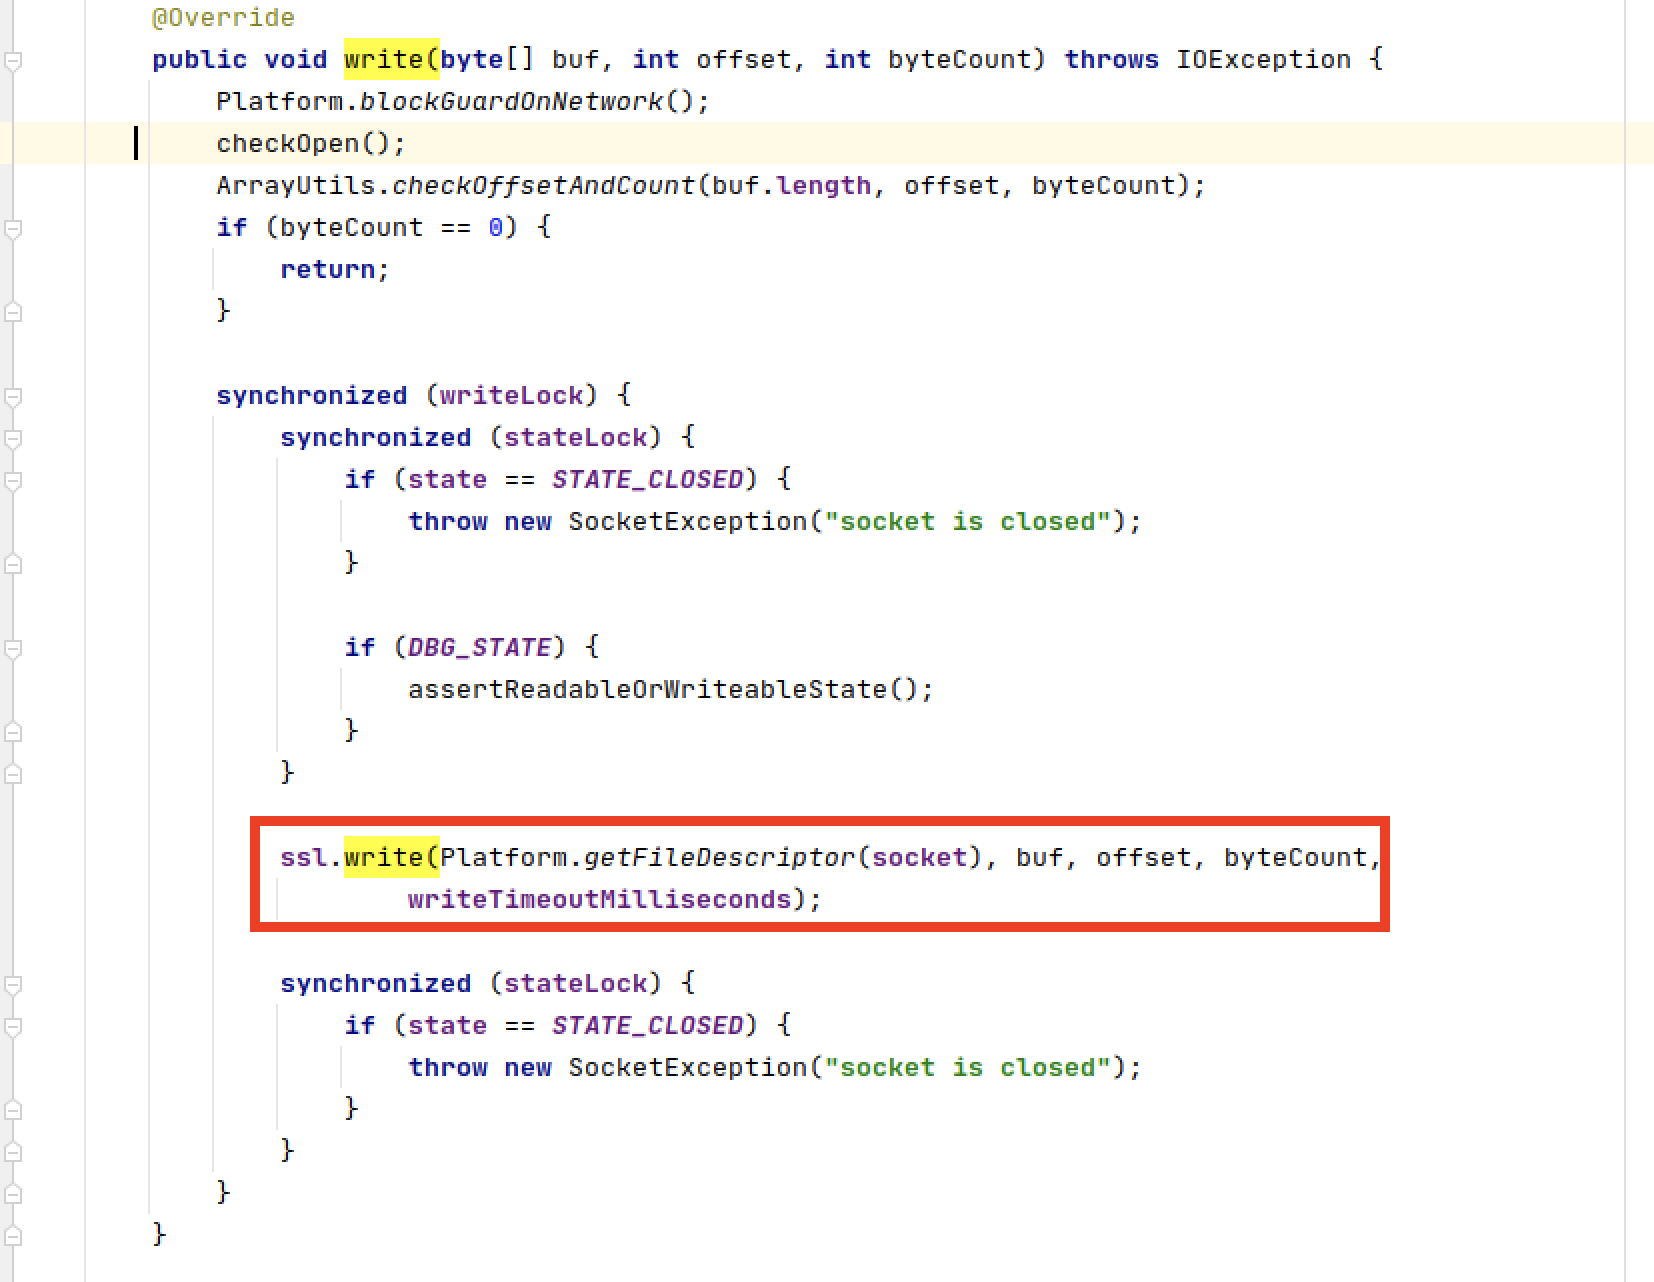 @Override
public void write(byte[] buf, int offset, int byteCount) throws IOException {
Platform.blockGuardOnNetwork();
checkOpen();
ArrayUtils.checkOffsetAndCount(buf.length, offset, byteCount);
if (byteCount == 0) {
return;
}
synchronized (writeLock) {
synchronized (stateLock) {
if (state == STATE_CLOSED) {
throw new SocketException("socket is closed");
}
if (DBG_STATE) {
assertReadableOrWriteableState();
}
}
ssl.write(Platform.getFileDescriptor(socket), buf, offset, byteCount,
writeTimeoutMilliseconds);
synchronized (stateLock) {
if (state == STATE_CLOSED) {
throw new SocketException("socket is closed");
}
}
}
}